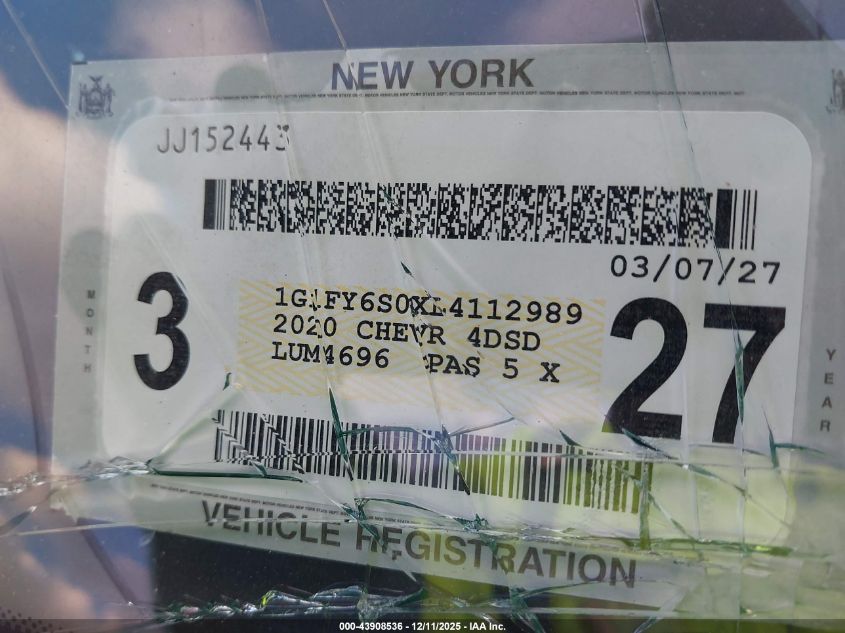 NEW YORK
JJ152443
03/07/27
MONTH
3
1G1FY6S0XL4112989
2020 CHEVR 4DSD
LUM4696 PAS 5 X
27
YEAR
VEHICLE REGISTRATION
000-43908536 - 12/11/2025 - IAA Inc.